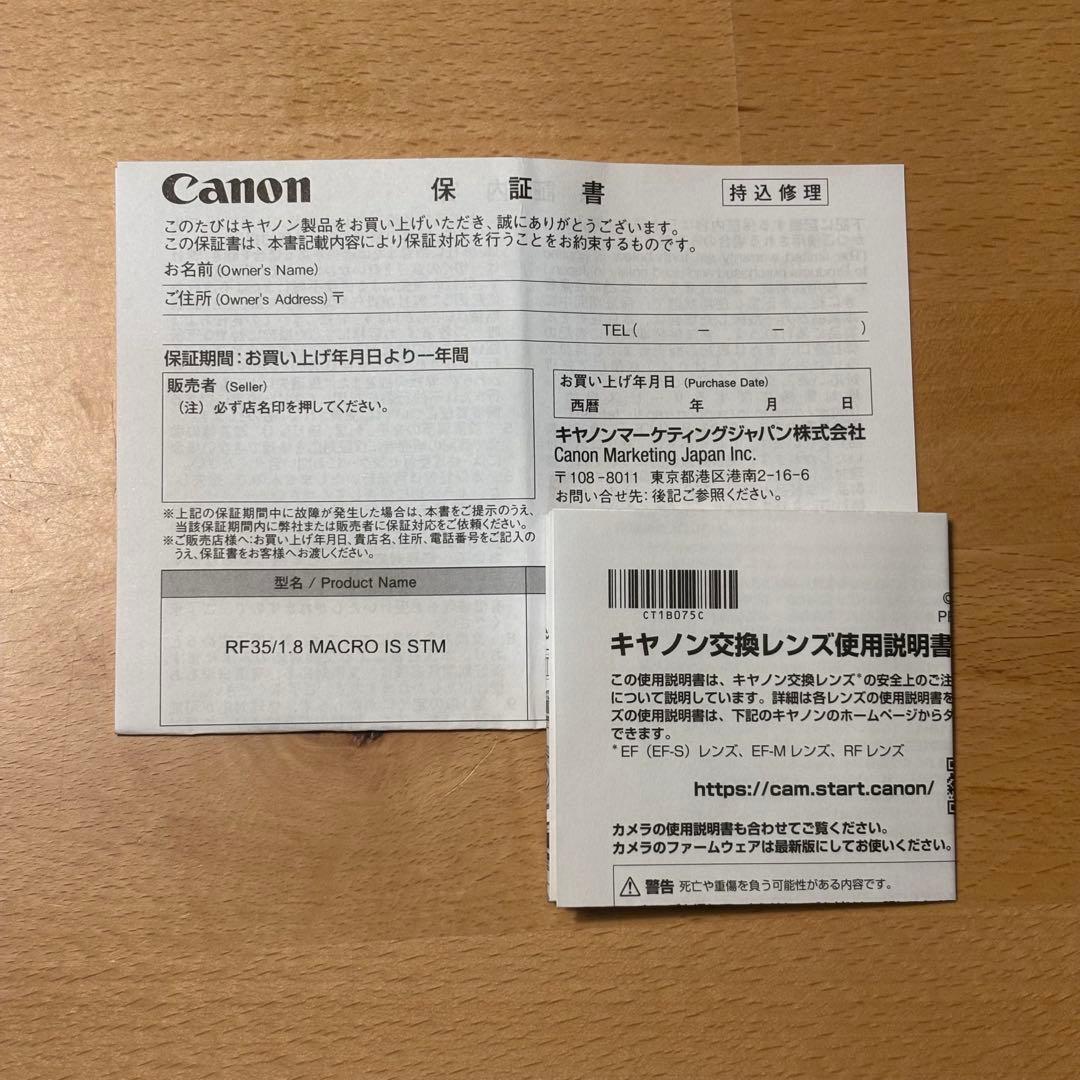 Canon 保証書 持込修理
このたびはキヤノン製品をお買い上げいただき、誠にありがとうございます。
この保証書は、本書記載内容により保証対応を行うことをお約束するものです。
お名前(Owner's Name)
ご住所(Owner's Address)〒
TEL( － － )
保証期間:お買い上げ年月日より一年間
販売者 (Seller)
(注) 必ず店名印を押してください。
お買い上げ年月日 (Purchase Date)
西暦 年 月 日
キヤノンマーケティングジャパン株式会社
Canon Marketing Japan Inc.
〒108-8011 東京都港区港南2-16-6
お問い合せ先:後記ご参照ください。
※上記の保証期間中に故障が発生した場合は、本書をご提示のうえ、
当該保証期間内に弊社または販売者に保証対応をご依頼ください。
※ご販売店様へ:お買い上げ年月日、貴店名、住所、電話番号をご記入の
うえ、保証書をお客様へお渡しください。
型名 / Product Name
RF35/1.8 MACRO IS STM
CT1B075C
キヤノン交換レンズ使用説明書
この使用説明書は、キヤノン交換レンズ*の安全上のご注
について説明しています。詳細は各レンズの使用説明書を
ズの使用説明書は、下記のキヤノンのホームページからダ
できます。
*EF（EF-S）レンズ、EF-Mレンズ、RFレンズ
https://cam.start.canon/
カメラの使用説明書も合わせてご覧ください。
カメラのファームウェアは最新版にしてお使いください。
警告 死亡や重傷を負う可能性がある内容です。